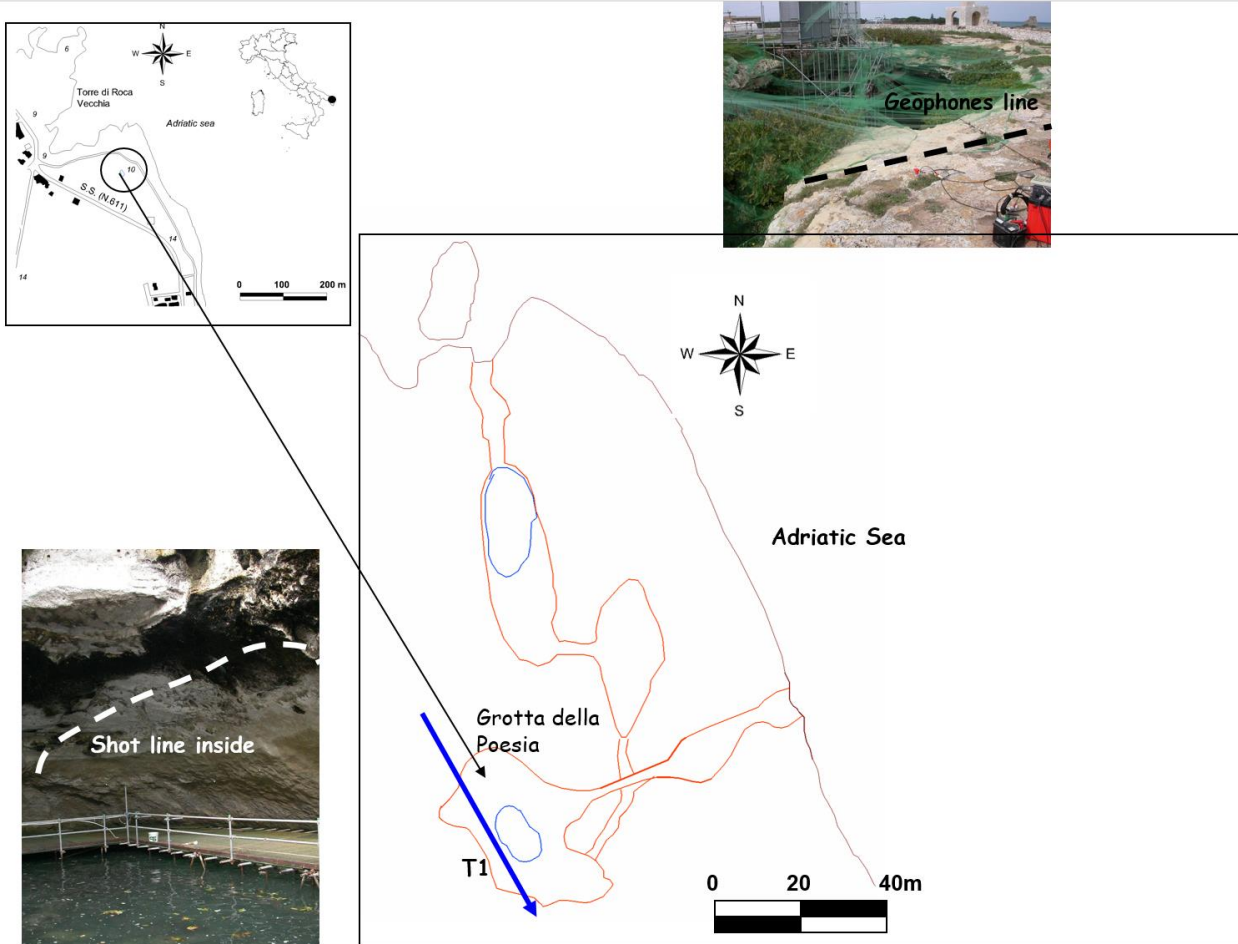 N
W
E
S
6
Torre di Roca
Vecchia
Adriatic sea
9
9
10
S.S. (N.611)
14
14
0 100 200 m
Geophones line
N
W
E
S
Adriatic Sea
Grotta della
Poesia
T1
Shot line inside
0 20 40m